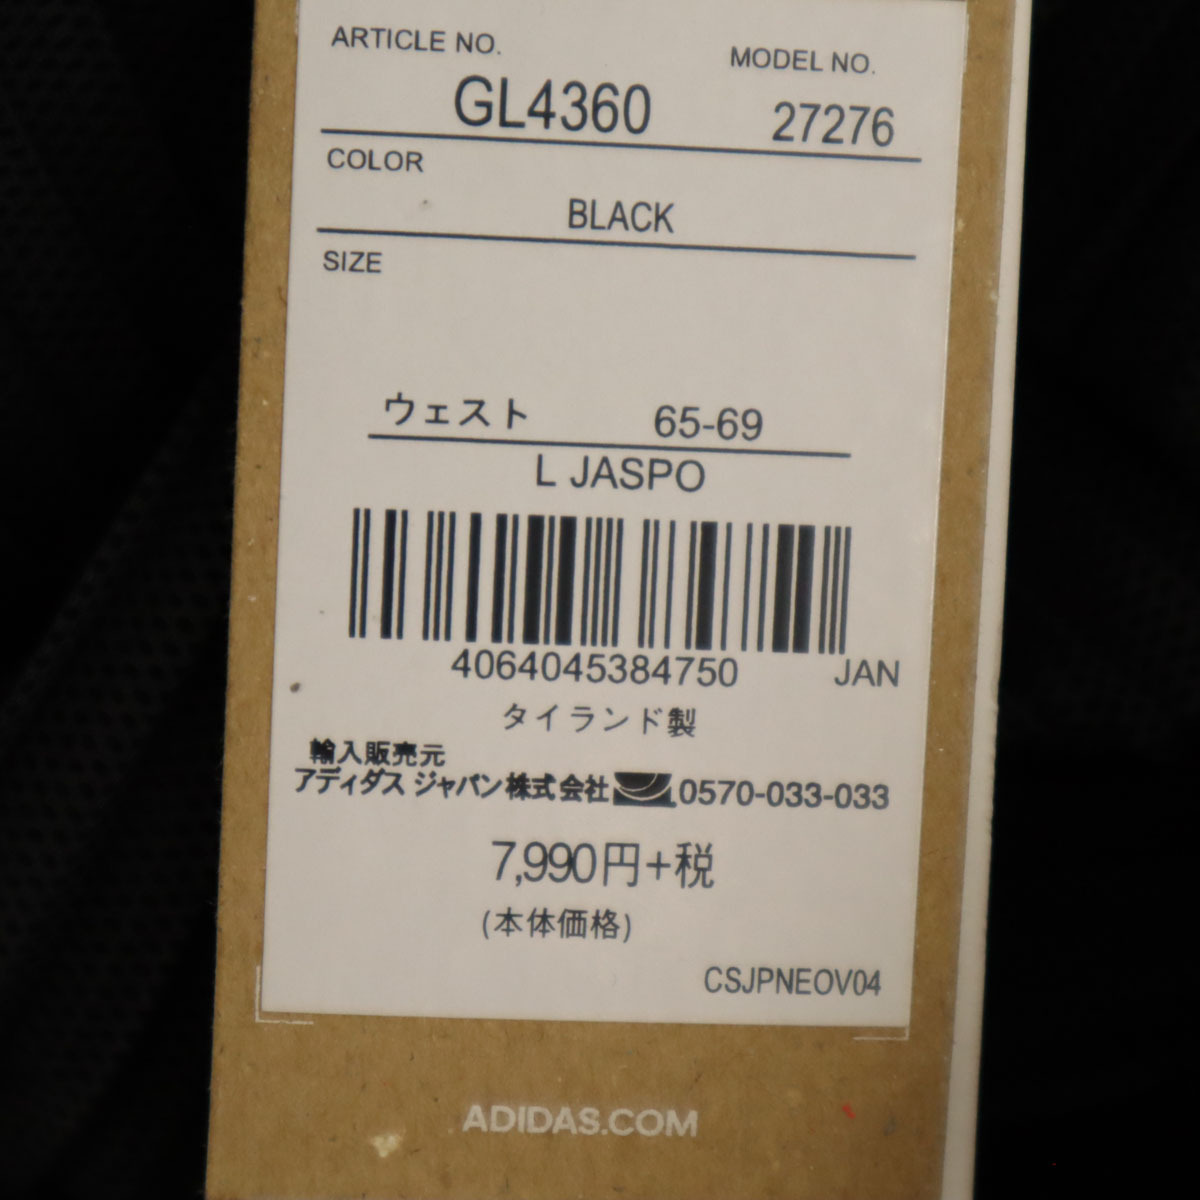 ARTICLE NO. MODEL NO.
GL4360 27276
COLOR
BLACK
SIZE
ウェスト 65-69
L JASPO
4064045384750 JAN
タイランド製
輸入販売元
アディダス ジャパン株式会社 0570-033-033
7,990円+税
(本体価格)
CSJPNEOV04
ADIDAS.COM